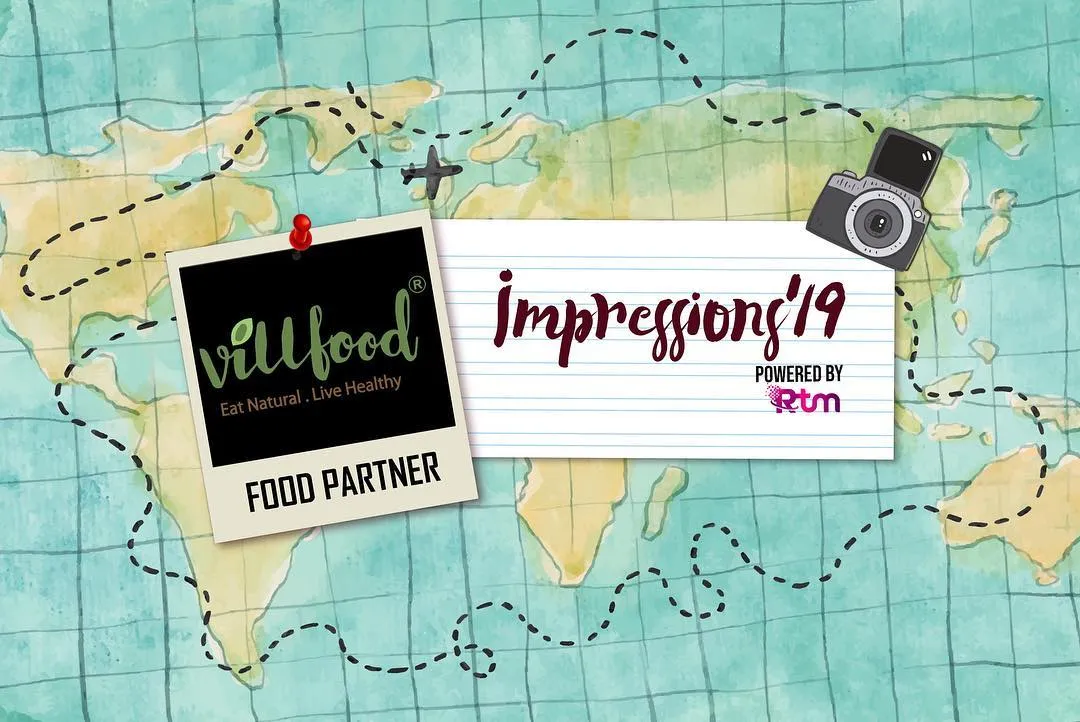 villfood®
Eat Natural . Live Healthy
FOOD PARTNER
impressions'19
POWERED BY
Rtm